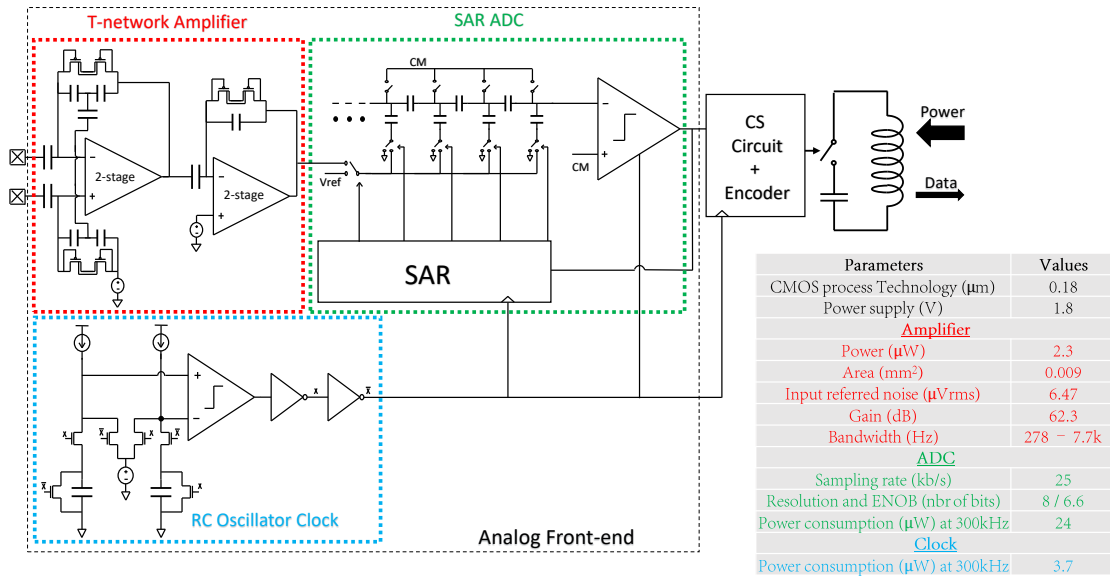 T-network Amplifier
SAR ADC
CM
−
+
2-stage
−
+
2-stage
Vref
−
+
CM
CS
Circuit
+
Encoder
Power
Data
SAR
+
−
x
x̅
x
x̅
x
x̅
x̅
x
RC Oscillator Clock
Analog Front-end
Parameters Values
CMOS process Technology (μm) 0.18
Power supply (V) 1.8
Amplifier
Power (μW) 2.3
Area (mm²) 0.009
Input referred noise (μVrms) 6.47
Gain (dB) 62.3
Bandwidth (Hz) 278 – 7.7k
ADC
Sampling rate (kb/s) 25
Resolution and ENOB (nbr of bits) 8 / 6.6
Power consumption (μW) at 300kHz 24
Clock
Power consumption (μW) at 300kHz 3.7